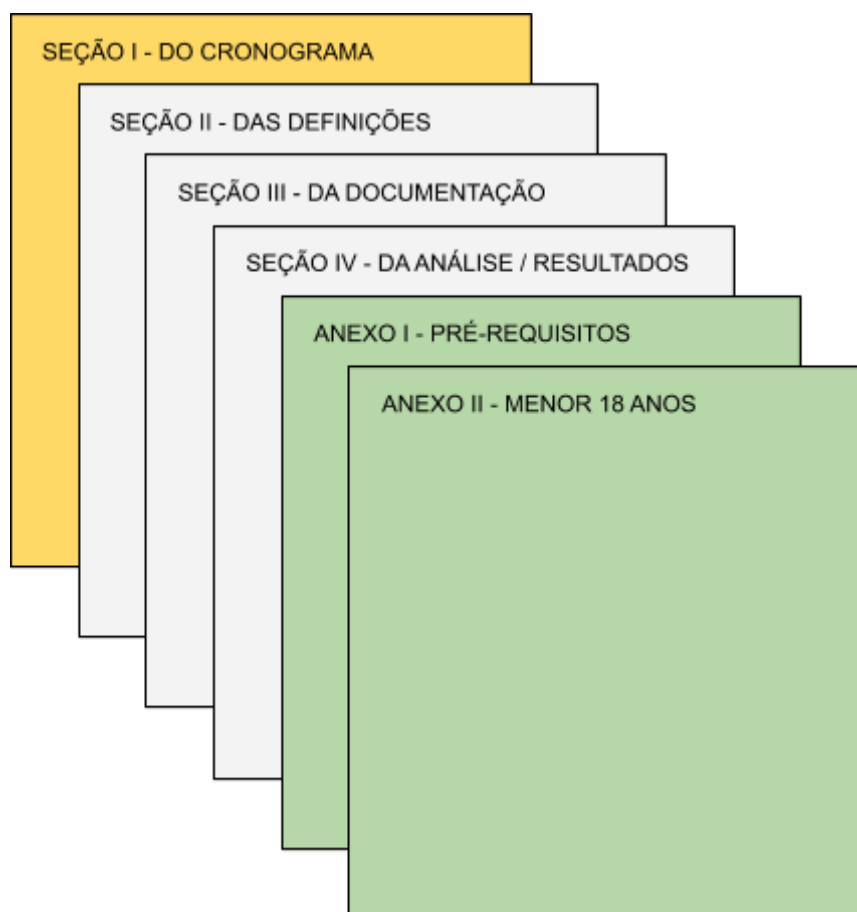 SEÇÃO I - DO CRONOGRAMA
SEÇÃO II - DAS DEFINIÇÕES
SEÇÃO III - DA DOCUMENTAÇÃO
SEÇÃO IV - DA ANÁLISE / RESULTADOS
ANEXO I - PRÉ-REQUISITOS
ANEXO II - MENOR 18 ANOS